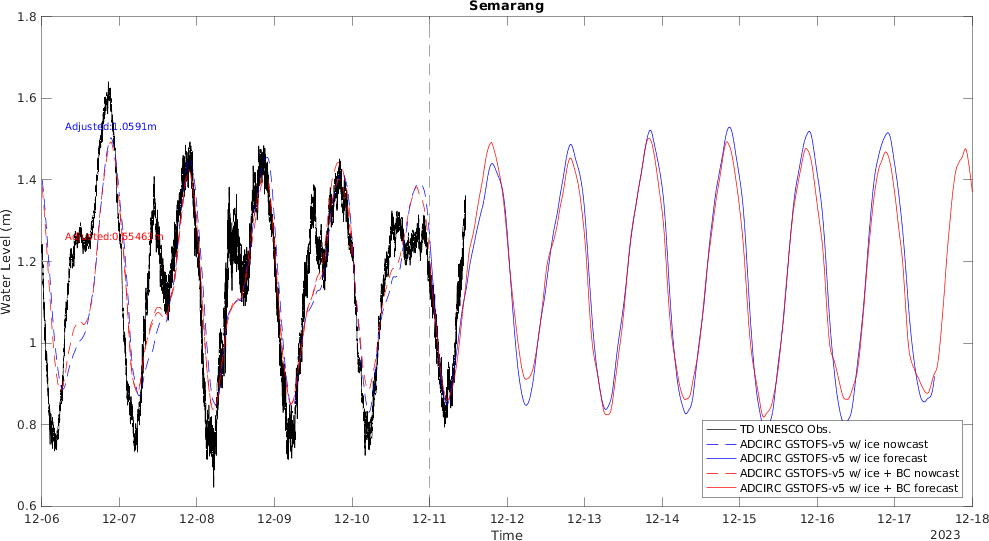 Semarang
1.8
1.6
1.4
1.2
1
0.8
0.6
Water Level (m)
Adjusted:1.0591m
Adjusted:0.55463m
12-06 12-07 12-08 12-09 12-10 12-11 12-12 12-13 12-14 12-15 12-16 12-17 12-18
Time
2023
TD UNESCO Obs.
ADCIRC GSTOFS-v5 w/ ice nowcast
ADCIRC GSTOFS-v5 w/ ice forecast
ADCIRC GSTOFS-v5 w/ ice + BC nowcast
ADCIRC GSTOFS-v5 w/ ice + BC forecast